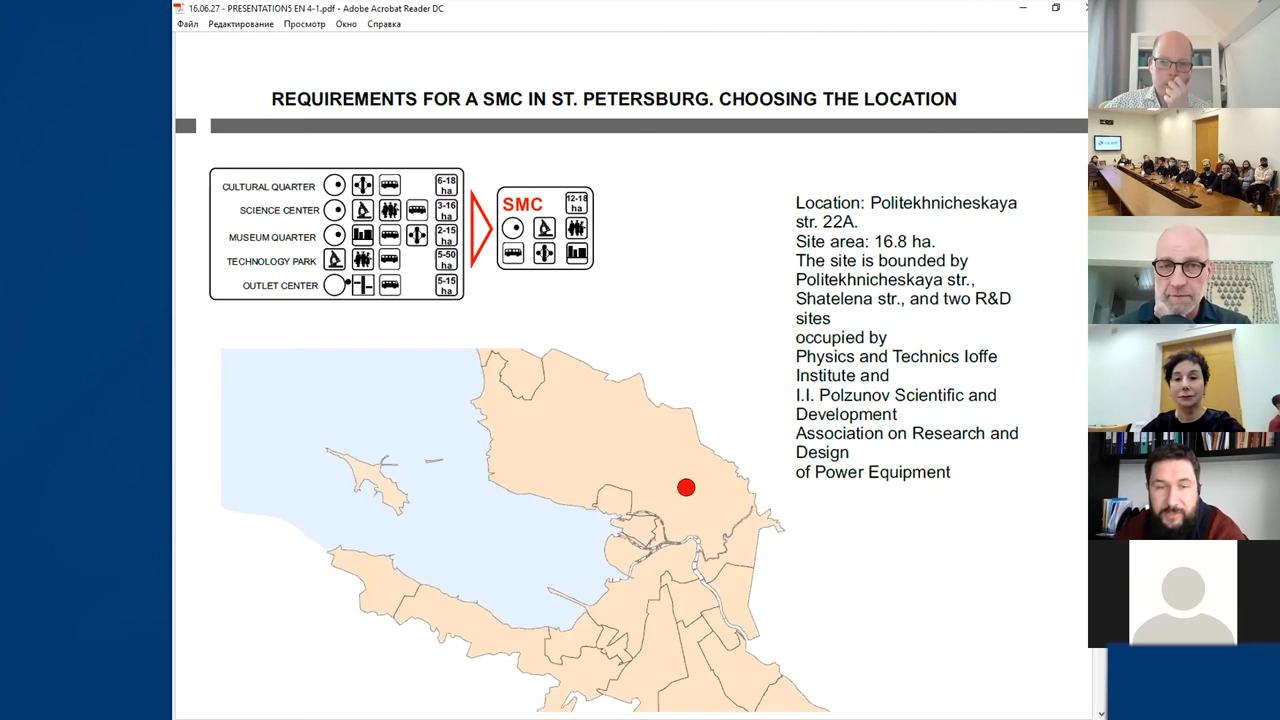 16.06.27 - PRESENTATION5 EN 4-1.pdf - Adobe Acrobat Reader DC
Файл Редактирование Просмотр Окно Справка
REQUIREMENTS FOR A SMC IN ST. PETERSBURG. CHOOSING THE LOCATION
CULTURAL QUARTER 6-18 ha
SCIENCE CENTER 3-16 ha
MUSEUM QUARTER 2-15 ha
TECHNOLOGY PARK 5-50 ha
OUTLET CENTER 5-15 ha
SMC 12-18 ha
Location: Politekhnicheskaya
str. 22A.
Site area: 16.8 ha.
The site is bounded by
Politekhnicheskaya str.,
Shatelena str., and two R&D
sites
occupied by
Physics and Technics Ioffe
Institute and
I.I. Polzunov Scientific and
Development
Association on Research and
Design
of Power Equipment